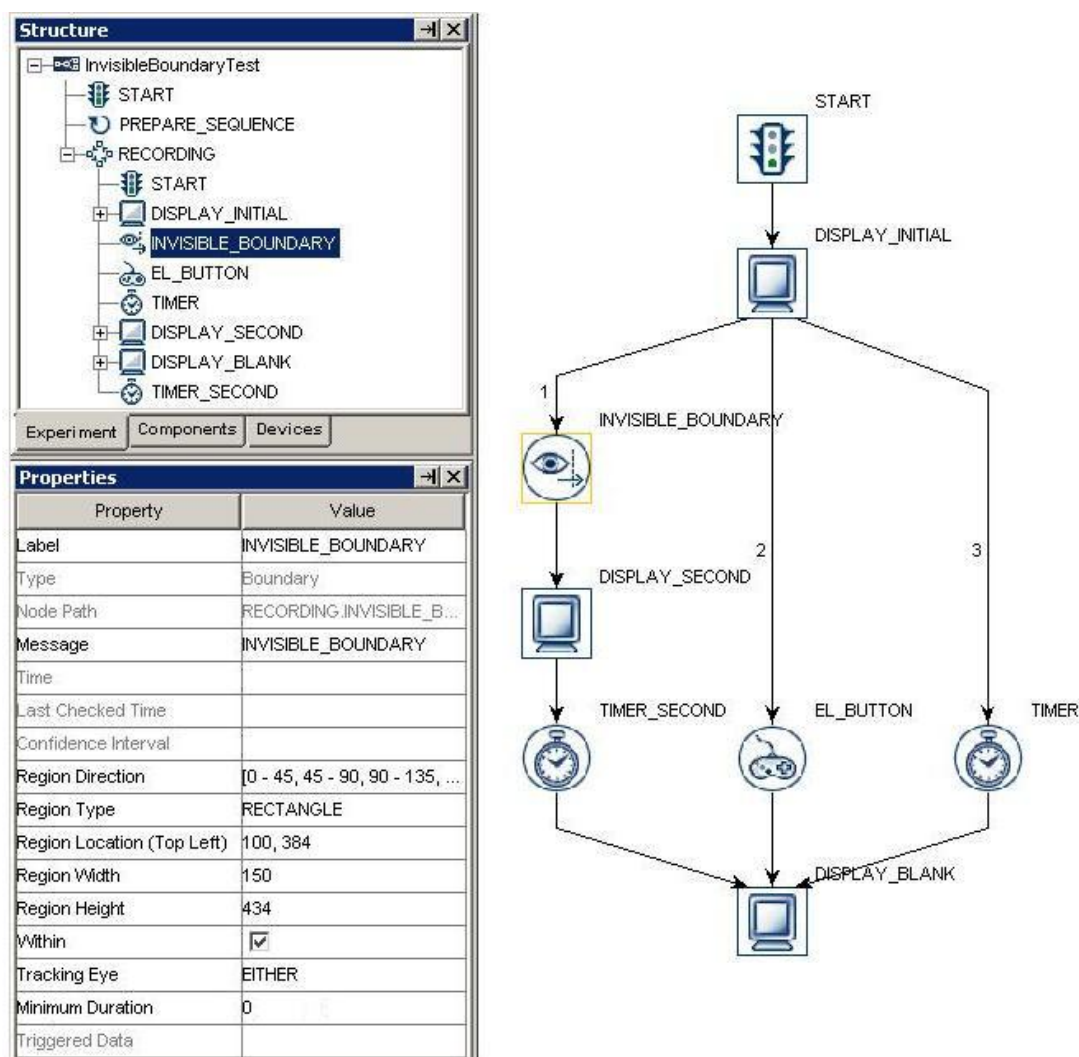 Structure
InvisibleBoundaryTest
START
PREPARE_SEQUENCE
RECORDING
START
DISPLAY_INITIAL
INVISIBLE_BOUNDARY
EL_BUTTON
TIMER
DISPLAY_SECOND
DISPLAY_BLANK
TIMER_SECOND
Experiment Components Devices
Properties
Property Value
Label INVISIBLE_BOUNDARY
Type Boundary
Node Path RECORDING.INVISIBLE_B...
Message INVISIBLE_BOUNDARY
Time
Last Checked Time
Confidence Interval
Region Direction [0 - 45, 45 - 90, 90 - 135, ...
Region Type RECTANGLE
Region Location (Top Left) 100, 384
Region Width 150
Region Height 434
Within
Tracking Eye EITHER
Minimum Duration 0
Triggered Data
START
DISPLAY_INITIAL
1
INVISIBLE_BOUNDARY
2
3
DISPLAY_SECOND
TIMER_SECOND
EL_BUTTON
TIMER
DISPLAY_BLANK